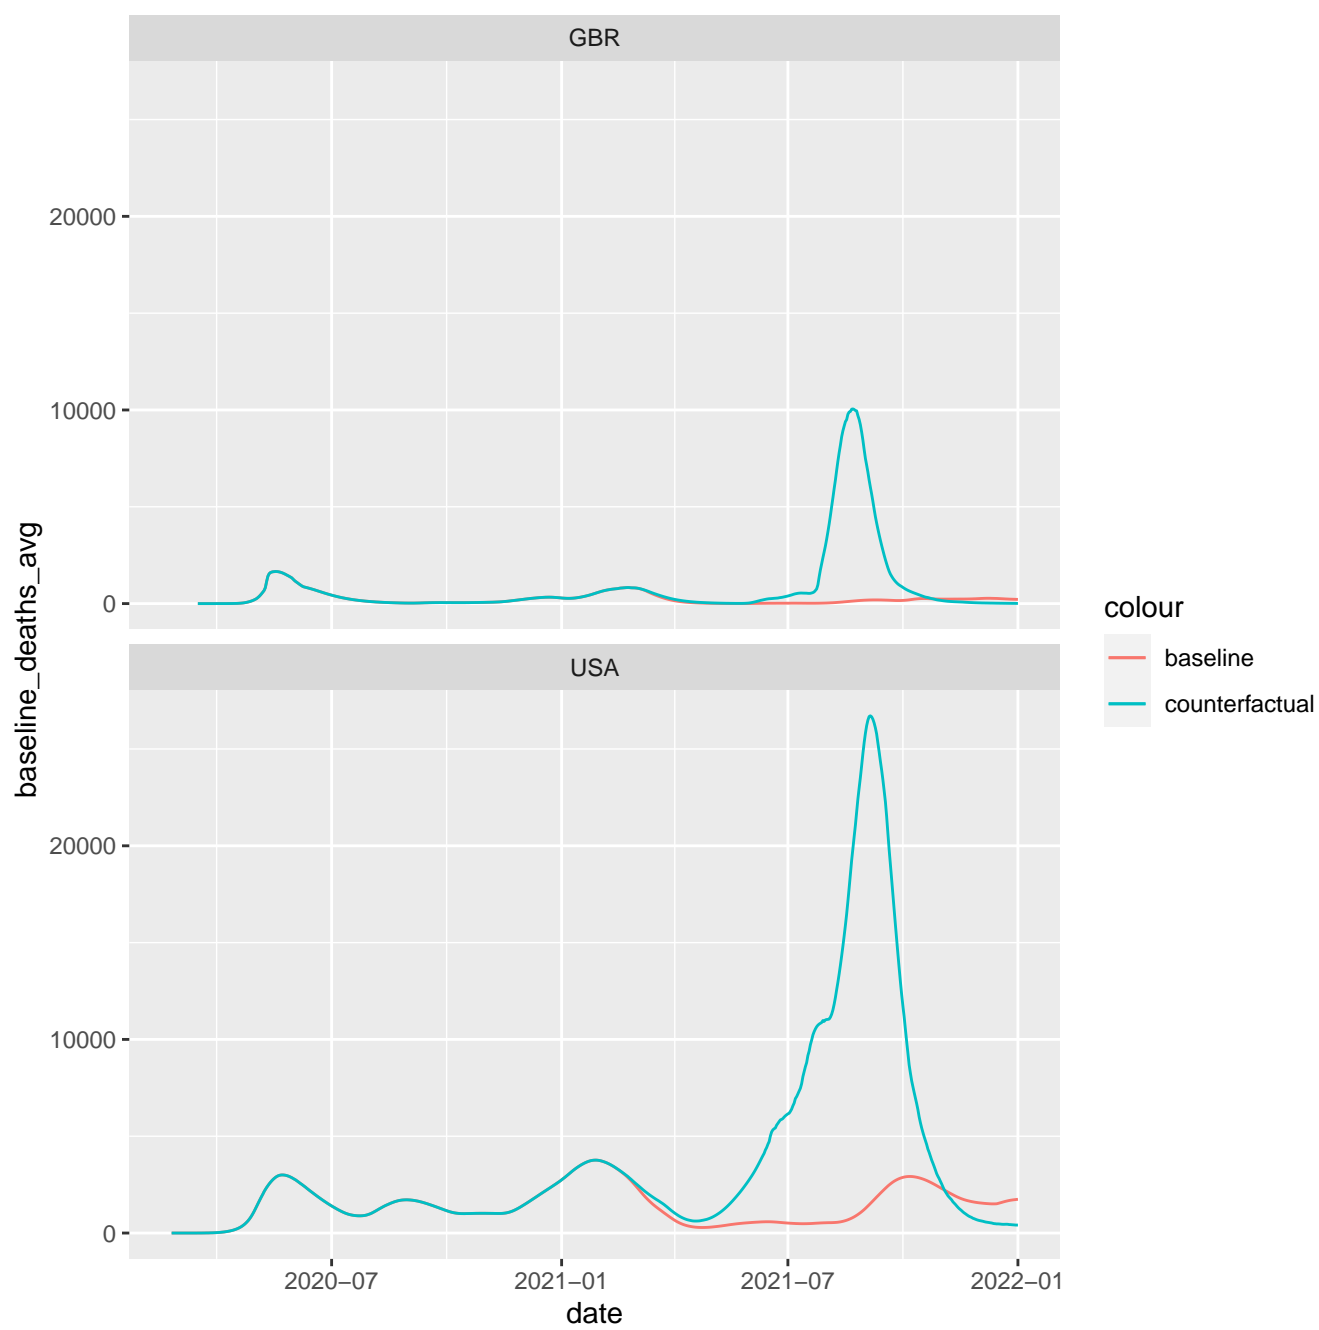 GBR
20000
10000
0
USA
20000
10000
0
2020−07
2021−01
2021−07
2022−01
date
baseline_deaths_avg
colour
baseline
counterfactual